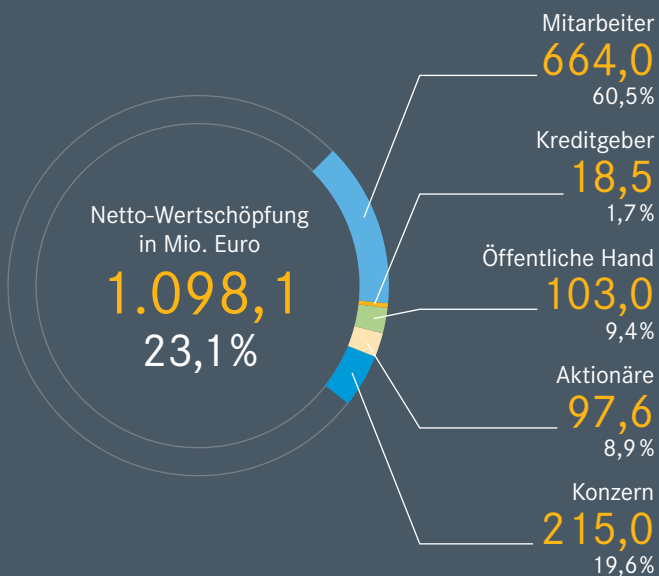 Mitarbeiter
664,0
60,5%
Kreditgeber
18,5
1,7%
Netto-Wertschöpfung
in Mio. Euro
1.098,1
23,1%
Öffentliche Hand
103,0
9,4%
Aktionäre
97,6
8,9%
Konzern
215,0
19,6%